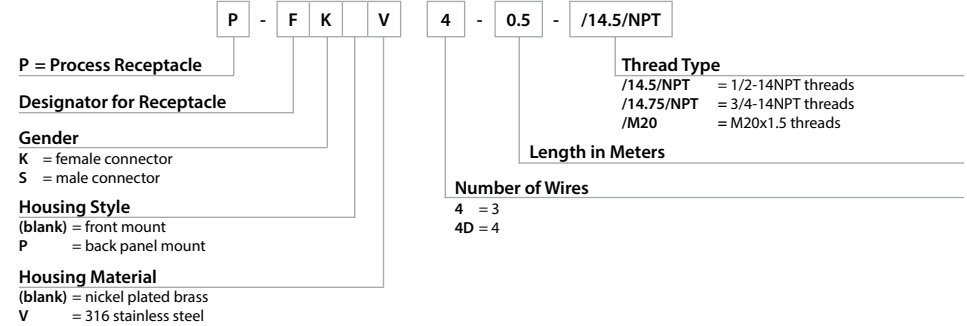 P - F K V 4 - 0.5 - /14.5/NPT
P = Process Receptacle
Designator for Receptacle
Gender
K = female connector
S = male connector
Housing Style
(blank) = front mount
P = back panel mount
Housing Material
(blank) = nickel plated brass
V = 316 stainless steel
Thread Type
/14.5/NPT = 1/2-14NPT threads
/14.75/NPT = 3/4-14NPT threads
/M20 = M20x1.5 threads
Length in Meters
Number of Wires
4 = 3
4D = 4